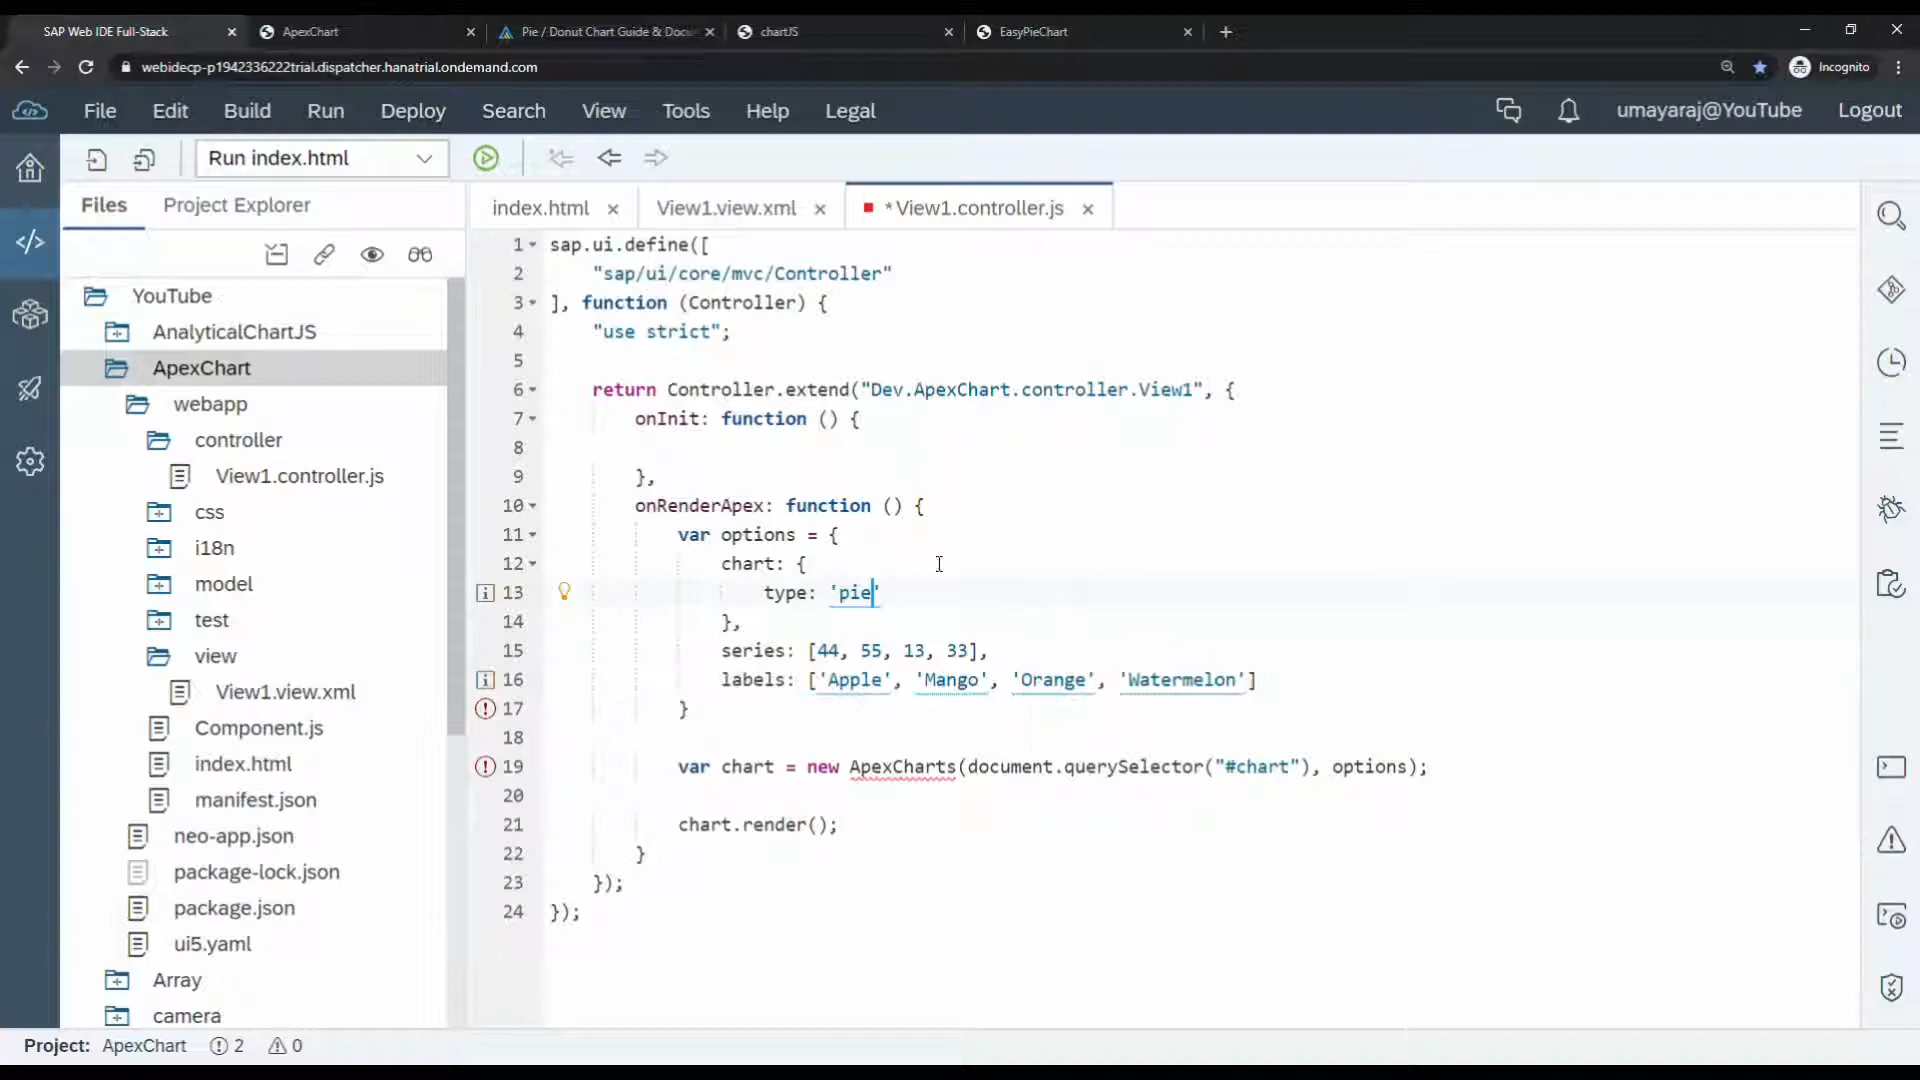 SAP Web IDE Full-Stack
ApexChart
Pie / Donut Chart Guide & Docu
chartJS
EasyPieChart
webidecp-p1942336222trial.dispatcher.hanatrial.ondemand.com
Incognito
File Edit Build Run Deploy Search View Tools Help Legal
umayaraj@YouTube
Logout
Run index.html
Files
Project Explorer
YouTube
AnalyticalChartJS
ApexChart
webapp
controller
View1.controller.js
css
i18n
model
test
view
View1.view.xml
Component.js
index.html
manifest.json
neo-app.json
package-lock.json
package.json
ui5.yaml
Array
camera
index.html
View1.view.xml
*View1.controller.js
1 sap.ui.define([
2 "sap/ui/core/mvc/Controller"
3 ], function (Controller) {
4 "use strict";
5
6 return Controller.extend("Dev.ApexChart.controller.View1", {
7 onInit: function () {
8
9 },
10 onRenderApex: function () {
11 var options = {
12 chart: {
13 type: 'pie'
14 },
15 series: [44, 55, 13, 33],
16 labels: ['Apple', 'Mango', 'Orange', 'Watermelon']
17 }
18
19 var chart = new ApexCharts(document.querySelector("#chart"), options);
20
21 chart.render();
22 }
23 });
24 });
Project: ApexChart 2 0